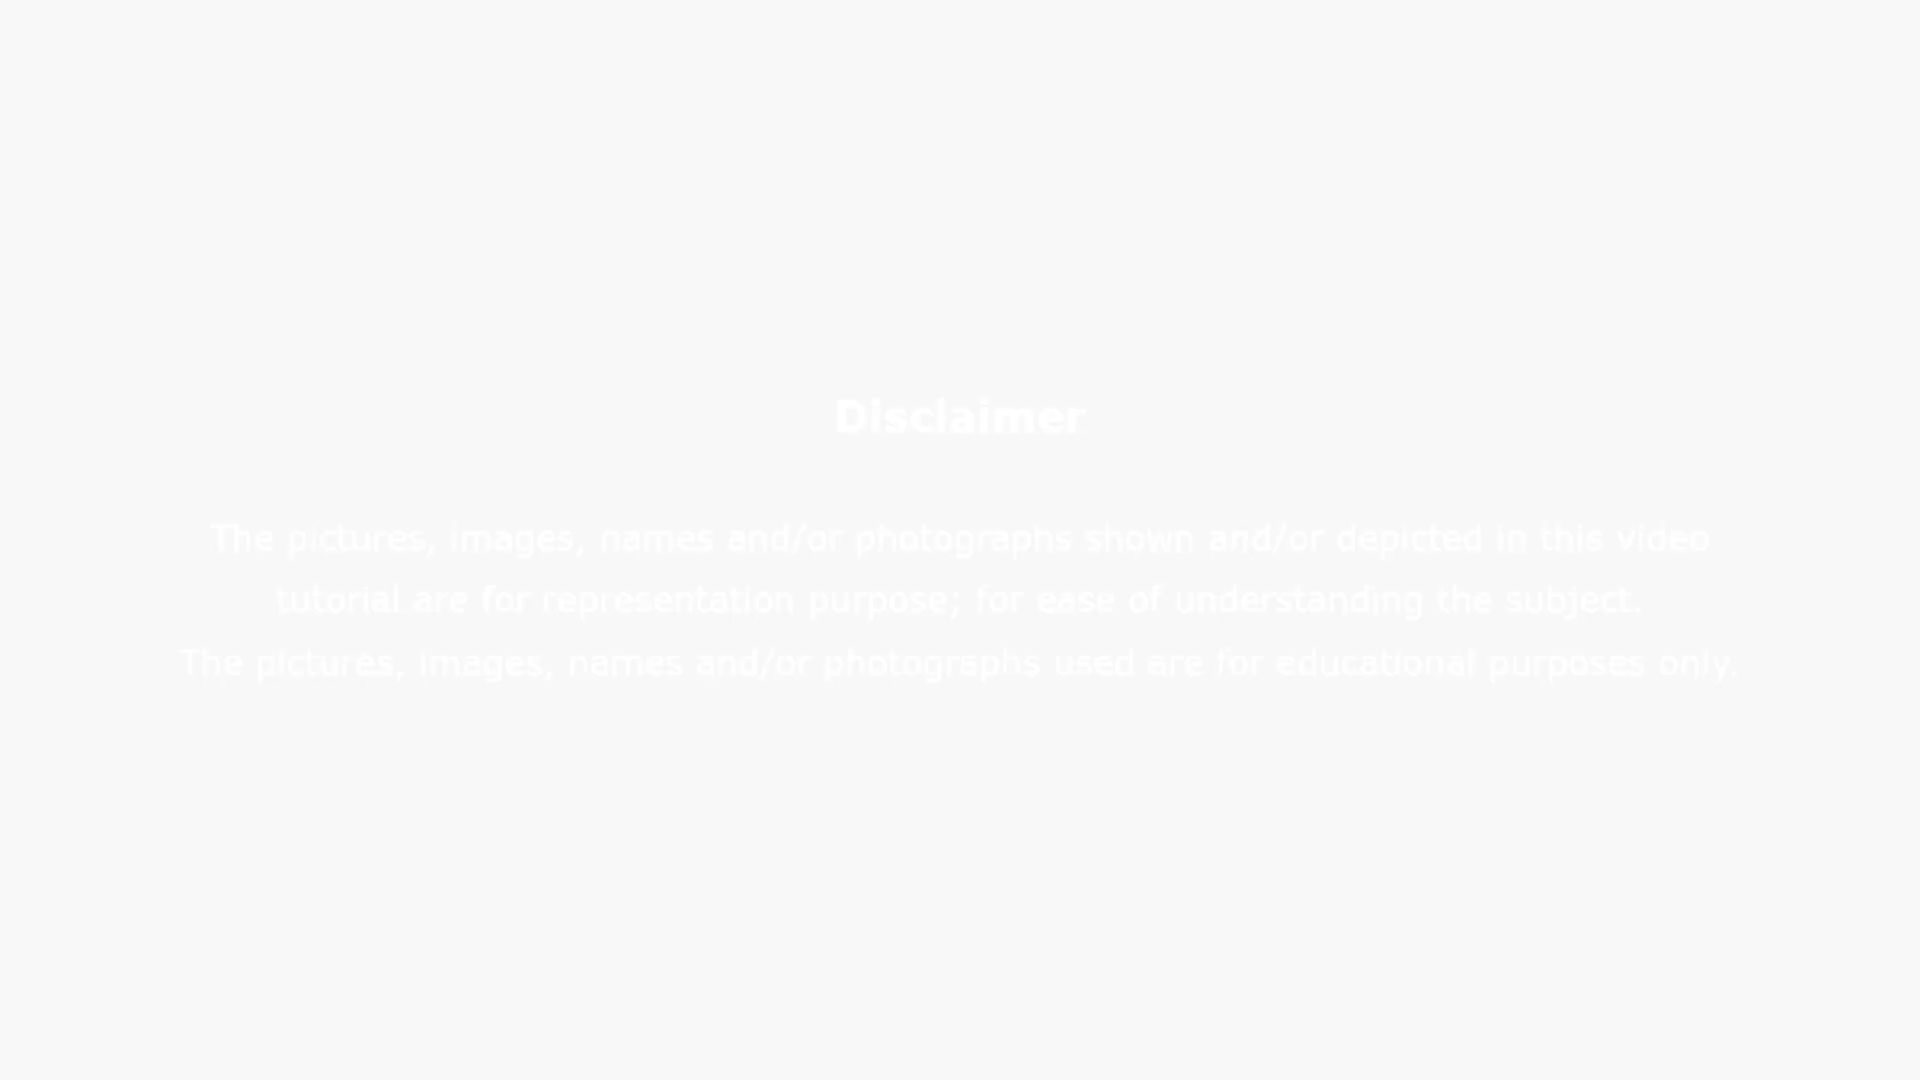 Disclaimer
The pictures, images, names and/or photographs shown and/or depicted in this video
tutorial are for representation purpose; for ease of understanding the subject.
The pictures, images, names and/or photographs used are for educational purposes only.